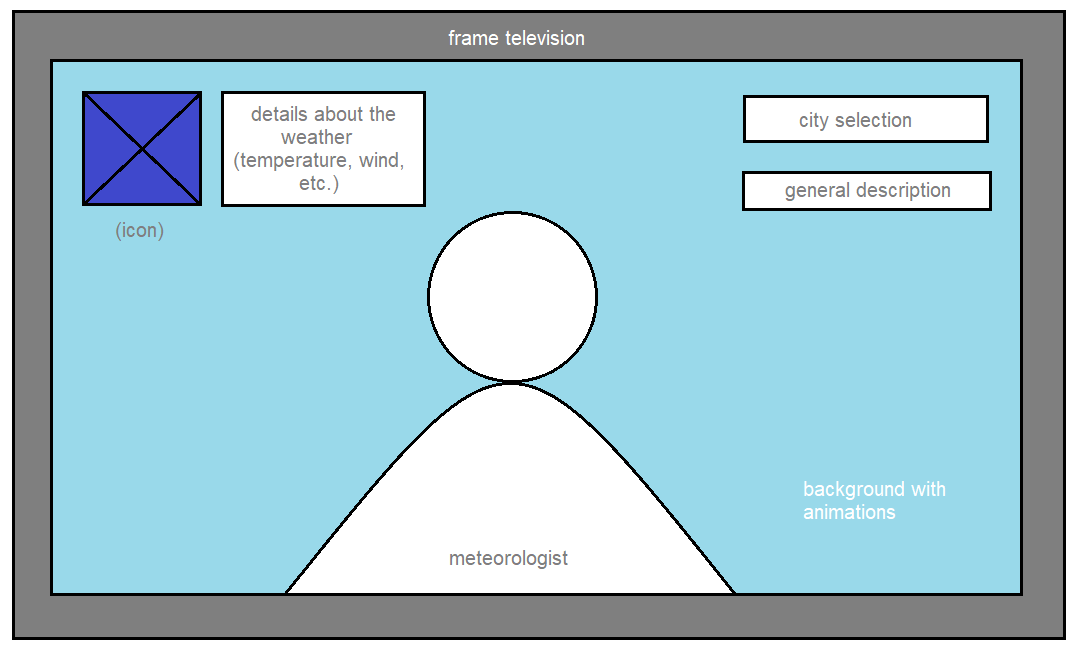 frame television
details about the
weather
(temperature, wind,
etc.)
(icon)
city selection
general description
background with
animations
meteorologist